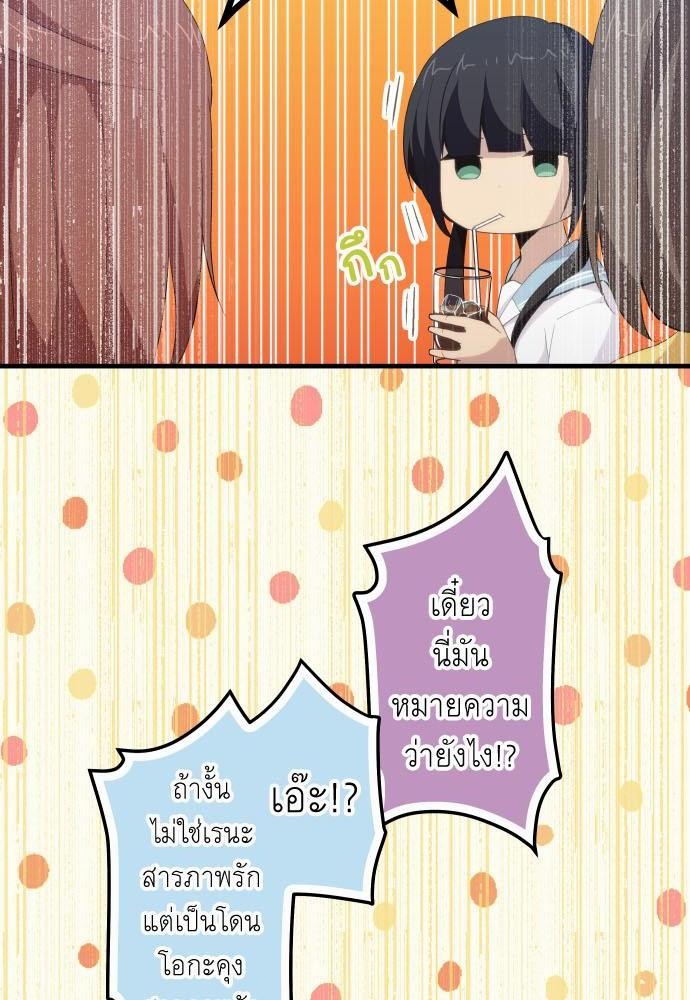 กึก
เดี๋ยว
นี่มัน
หมายความ
ว่ายังไง!?
เอ๊ะ!?
ถ้างั้น
ไม่ใช่เรนะ
สารภาพรัก
แต่เป็นโดน
โอกะคุง